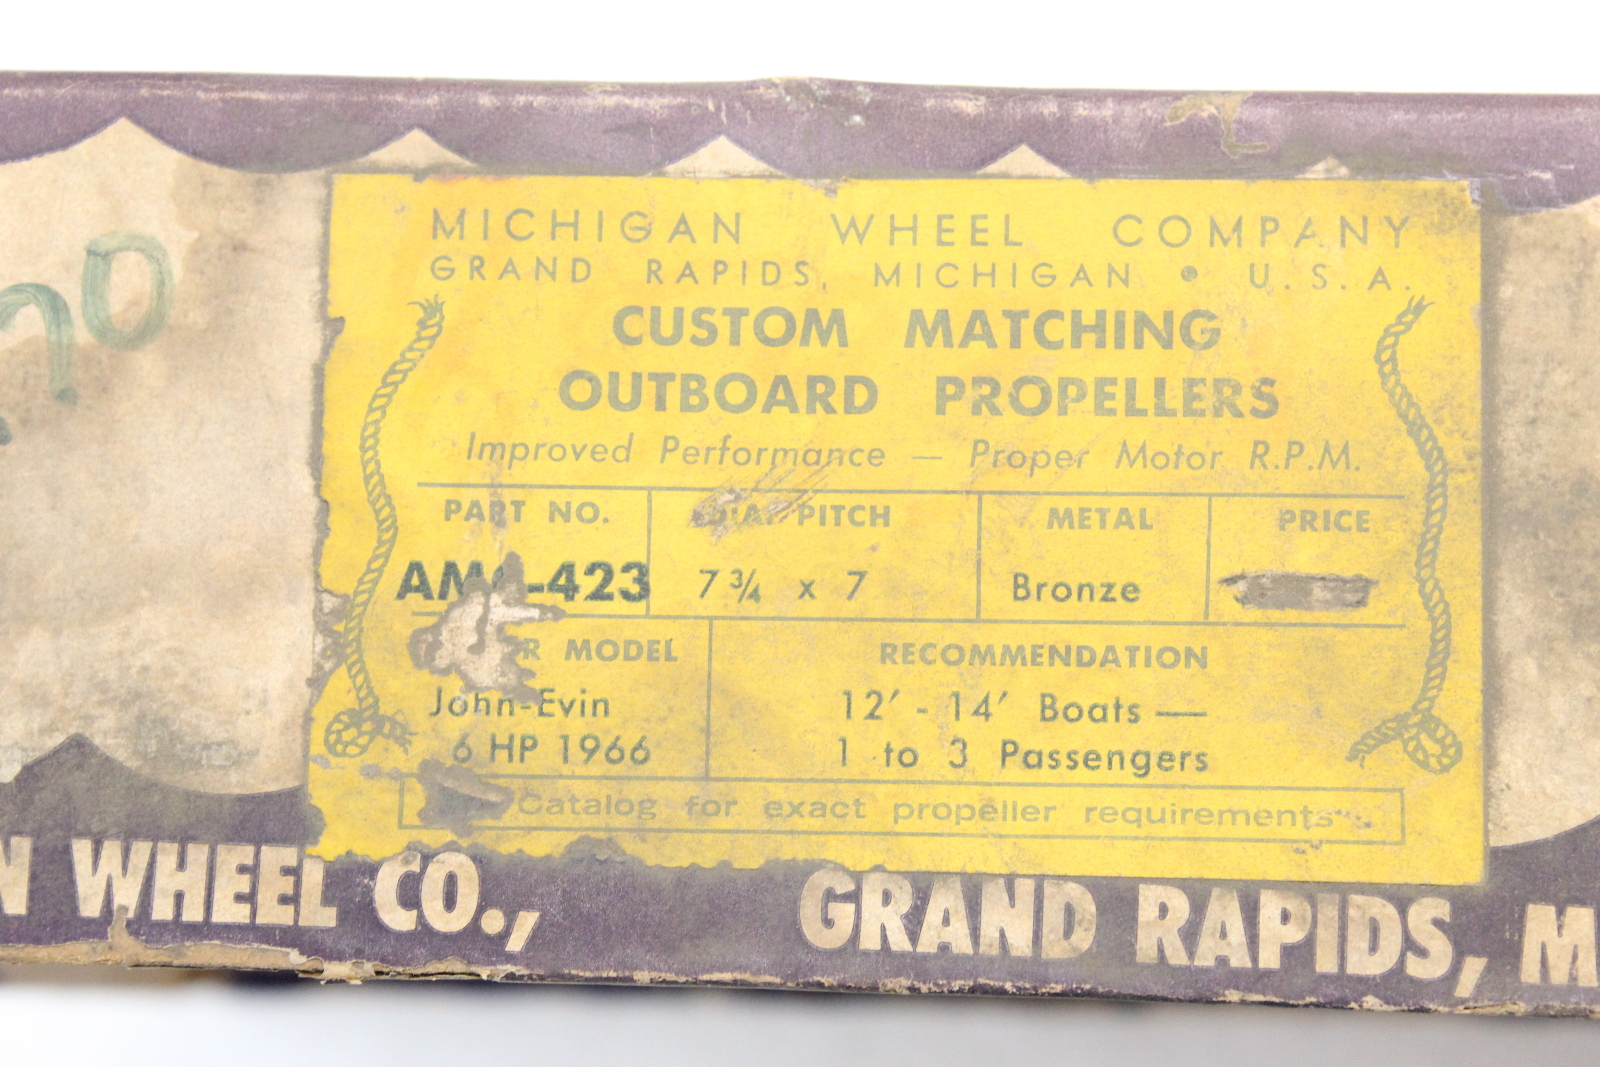 MICHIGAN WHEEL COMPANY
GRAND RAPIDS, MICHIGAN • U.S.A.
CUSTOM MATCHING
OUTBOARD PROPELLERS
Improved Performance — Proper Motor R.P.M.
PART NO. DIA. PITCH METAL PRICE
7 3/4 x 7 Bronze
MODEL RECOMMENDATION
John-Evin 12' - 14' Boats —
6 HP 1966 1 to 3 Passengers
Catalog for exact propeller requirements
WHEEL CO., GRAND RAPIDS,